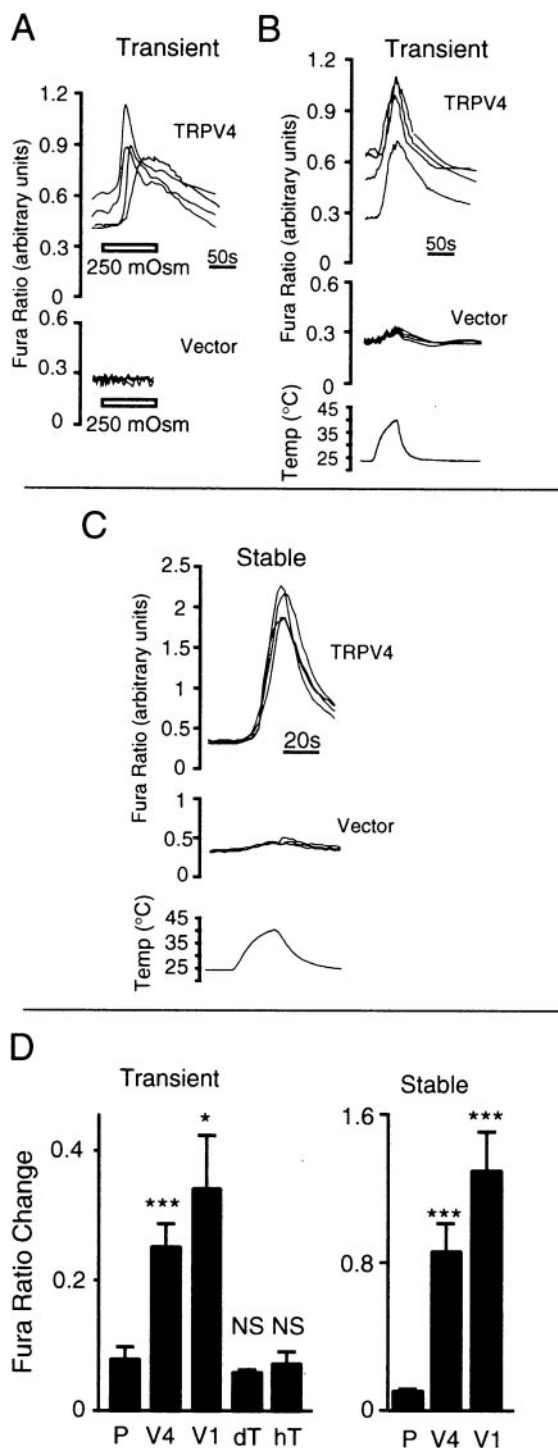 A
Transient
Fura Ratio (arbitrary units)
1.2
0.9
0.6
0.3
0
TRPV4
250 mOsm
50s
0.6
0.3
0
Vector
250 mOsm
B
Transient
Fura Ratio (arbitrary units)
1.2
0.9
0.6
0.3
0
TRPV4
50s
0.6
0.3
0
Vector
Temp (°C)
45
35
25
C
Stable
Fura Ratio (arbitrary units)
2.5
2
1.5
1
0.5
0
TRPV4
20s
1
0.5
0
Vector
Temp (°C)
45
35
25
D
Transient
Fura Ratio Change
0.4
0.2
0
***
*
NS NS
P V4 V1 dT hT
Stable
1.6
0.8
0
***
***
P V4 V1